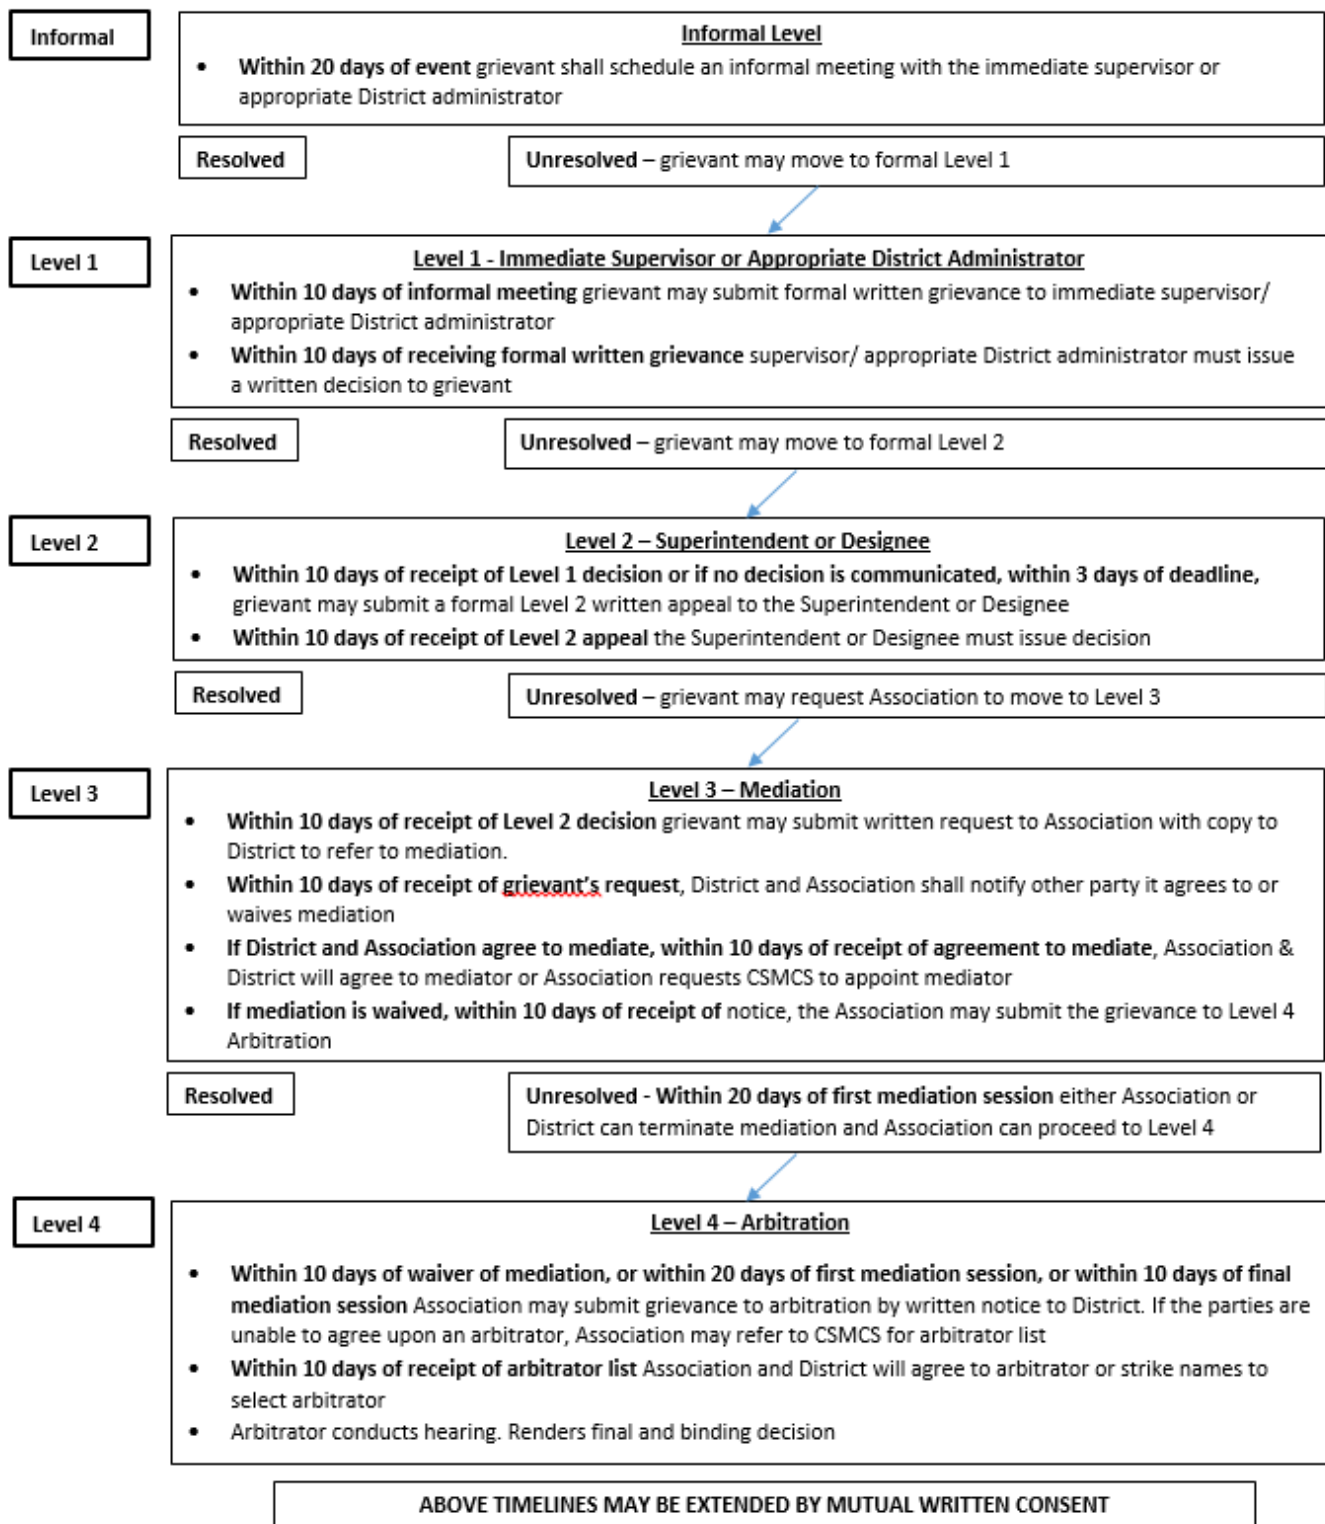 Informal
Informal Level
• Within 20 days of event grievant shall schedule an informal meeting with the immediate supervisor or
appropriate District administrator
Resolved
Unresolved – grievant may move to formal Level 1
Level 1
Level 1 - Immediate Supervisor or Appropriate District Administrator
• Within 10 days of informal meeting grievant may submit formal written grievance to immediate supervisor/
appropriate District administrator
• Within 10 days of receiving formal written grievance supervisor/ appropriate District administrator must issue
a written decision to grievant
Resolved
Unresolved – grievant may move to formal Level 2
Level 2
Level 2 – Superintendent or Designee
• Within 10 days of receipt of Level 1 decision or if no decision is communicated, within 3 days of deadline,
grievant may submit a formal Level 2 written appeal to the Superintendent or Designee
• Within 10 days of receipt of Level 2 appeal the Superintendent or Designee must issue decision
Resolved
Unresolved – grievant may request Association to move to Level 3
Level 3
Level 3 – Mediation
• Within 10 days of receipt of Level 2 decision grievant may submit written request to Association with copy to
District to refer to mediation.
• Within 10 days of receipt of grievant's request, District and Association shall notify other party it agrees to or
waives mediation
• If District and Association agree to mediate, within 10 days of receipt of agreement to mediate, Association &
District will agree to mediator or Association requests CSMCS to appoint mediator
• If mediation is waived, within 10 days of receipt of notice, the Association may submit the grievance to Level 4
Arbitration
Resolved
Unresolved - Within 20 days of first mediation session either Association or
District can terminate mediation and Association can proceed to Level 4
Level 4
Level 4 – Arbitration
• Within 10 days of waiver of mediation, or within 20 days of first mediation session, or within 10 days of final
mediation session Association may submit grievance to arbitration by written notice to District. If the parties are
unable to agree upon an arbitrator, Association may refer to CSMCS for arbitrator list
• Within 10 days of receipt of arbitrator list Association and District will agree to arbitrator or strike names to
select arbitrator
• Arbitrator conducts hearing. Renders final and binding decision
ABOVE TIMELINES MAY BE EXTENDED BY MUTUAL WRITTEN CONSENT